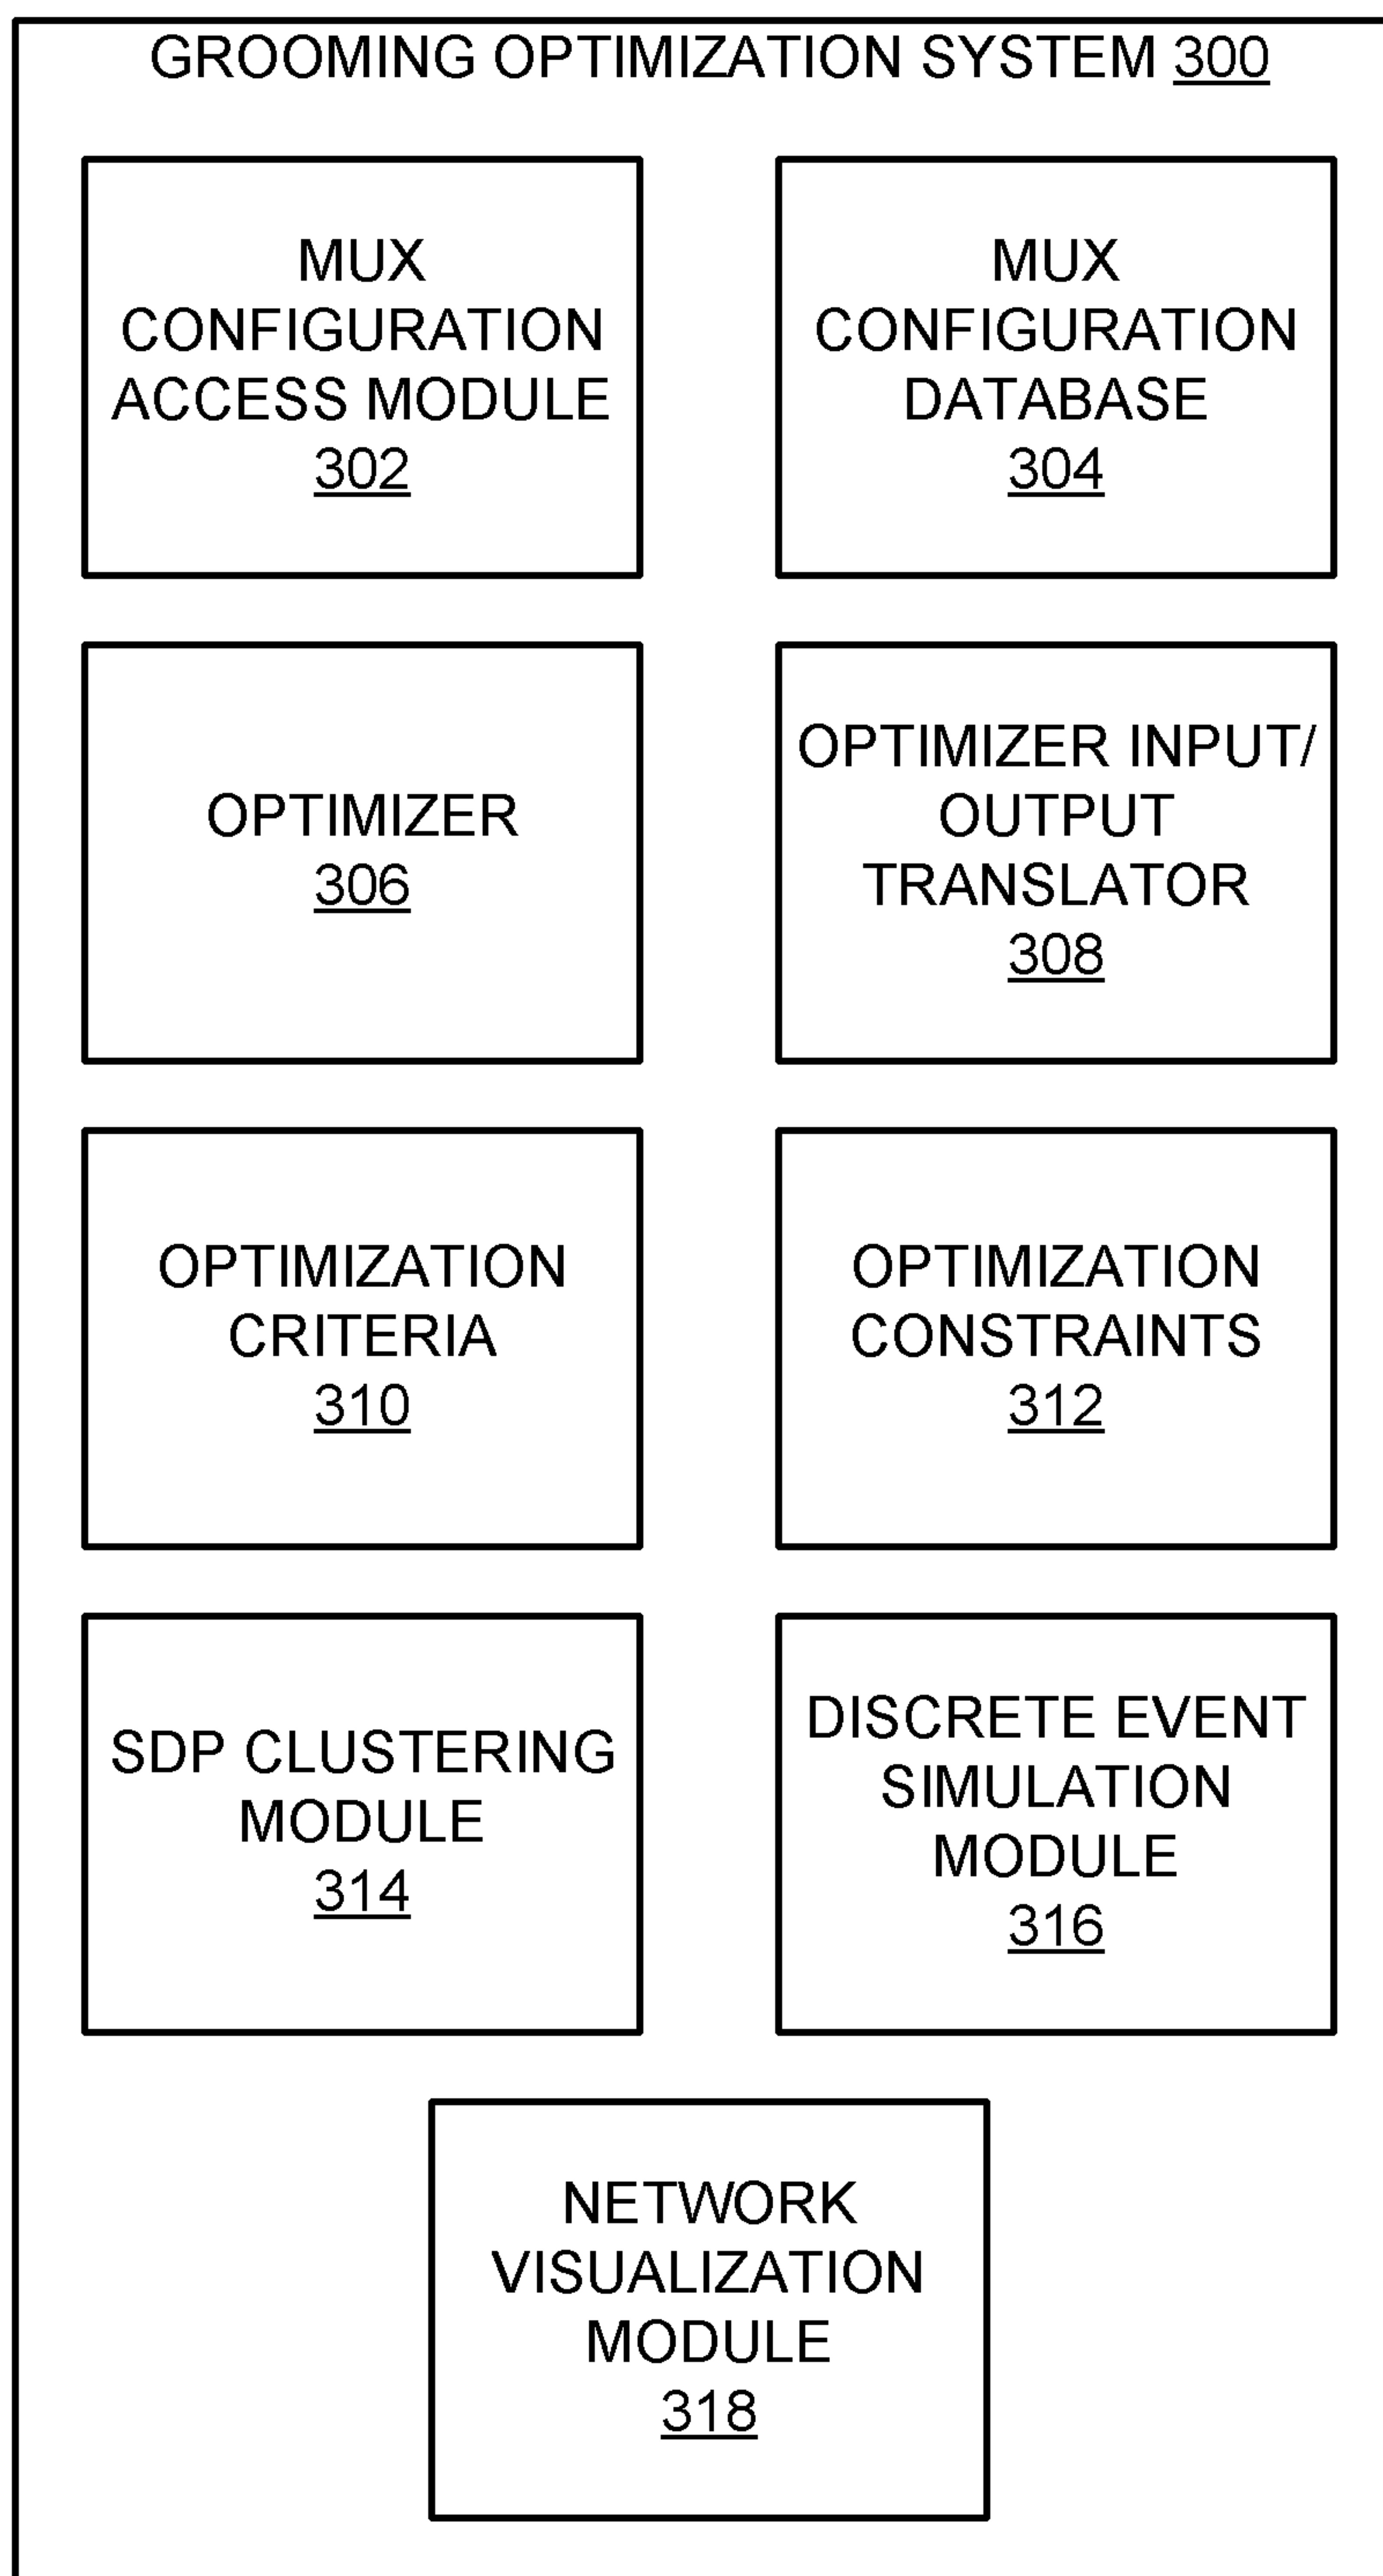 GROOMING OPTIMIZATION SYSTEM 300
MUX
CONFIGURATION
ACCESS MODULE
302
MUX
CONFIGURATION
DATABASE
304
OPTIMIZER
306
OPTIMIZER INPUT/
OUTPUT
TRANSLATOR
308
OPTIMIZATION
CRITERIA
310
OPTIMIZATION
CONSTRAINTS
312
SDP CLUSTERING
MODULE
314
DISCRETE EVENT
SIMULATION
MODULE
316
NETWORK
VISUALIZATION
MODULE
318